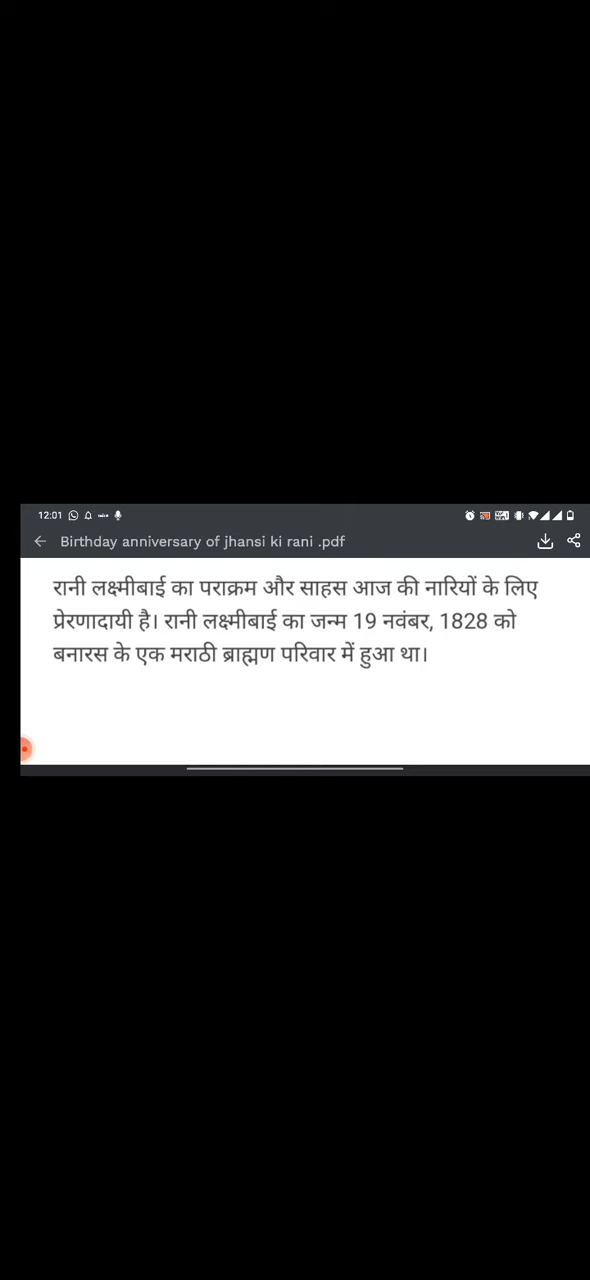 12:01
Birthday anniversary of jhansi ki rani .pdf
रानी लक्ष्मीबाई का पराक्रम और साहस आज की नारियों के लिए
प्रेरणादायी है। रानी लक्ष्मीबाई का जन्म 19 नवंबर, 1828 को
बनारस के एक मराठी ब्राह्मण परिवार में हुआ था।